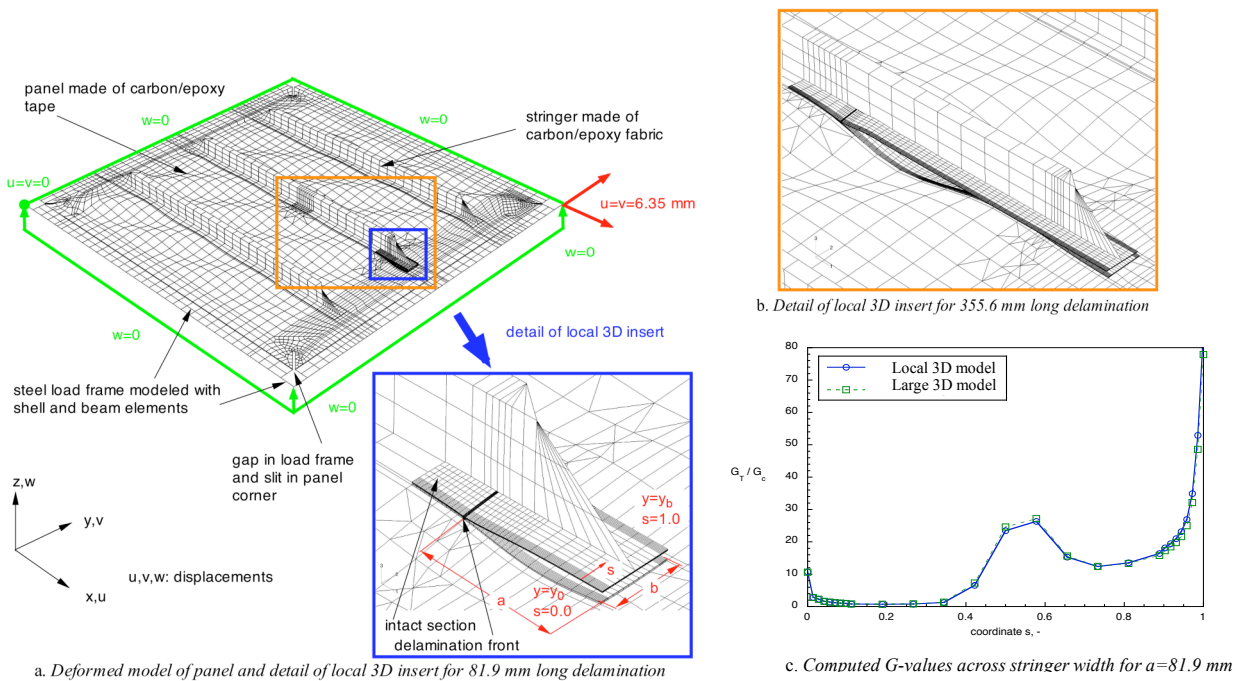 panel made of carbon/epoxy
tape
w=0
w=0
stringer made of
carbon/epoxy fabric
u=v=0
u=v=6.35 mm
w=0
w=0
detail of local 3D insert
steel load frame modeled with
shell and beam elements
w=0
gap in load frame
and slit in panel
corner
z,w
y,v
x,u
u,v,w: displacements
y=y_b
s=1.0
s
a
b
y=y_0
s=0.0
intact section
delamination front
a. Deformed model of panel and detail of local 3D insert for 81.9 mm long delamination
3
2
1
b. Detail of local 3D insert for 355.6 mm long delamination
80
70
60
50
40
30
20
10
0
G_T / G_c
Local 3D model
Large 3D model
0 0.2 0.4 0.6 0.8 1
coordinate s, -
c. Computed G-values across stringer width for a=81.9 mm